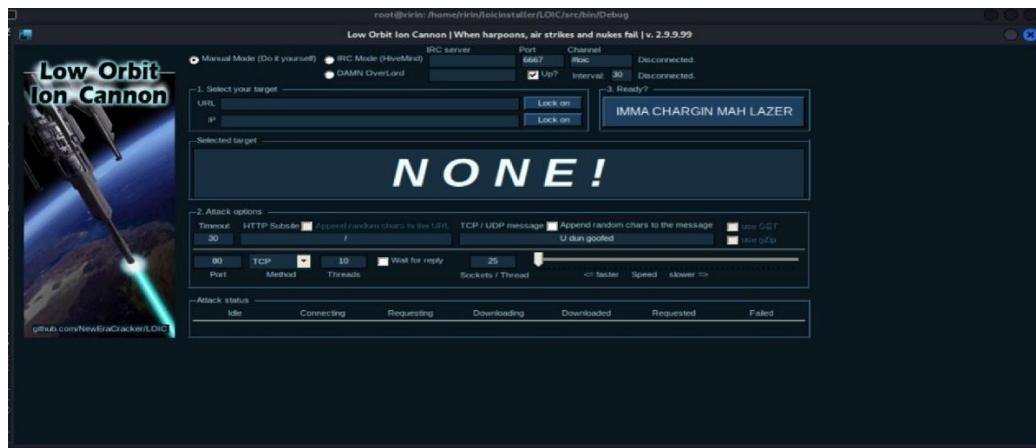 root@ririn: /home/ririn/loicinstaller/LOIC/src/bin/Debug
Low Orbit Ion Cannon | When harpoons, air strikes and nukes fail | v. 2.9.9.99
Low Orbit
Ion Cannon
github.com/NewEraCracker/LOIC
IRC server Port Channel
Manual Mode (Do it yourself) IRC Mode (HiveMind) 6667 #loic Disconnected.
DAMN OverLord Up? Interval: 30 Disconnected.
1. Select your target
URL Lock on
IP Lock on
3. Ready?
IMMA CHARGIN MAH LAZER
Selected target
NONE!
2. Attack options
Timeout HTTP Subsite Append random chars to the URL TCP / UDP message Append random chars to the message use GET
30 / U dun goofed use gZip
80 TCP 10 Wait for reply 25
Port Method Threads Sockets / Thread <= faster Speed slower =>
Attack status
Idle Connecting Requesting Downloading Downloaded Requested Failed